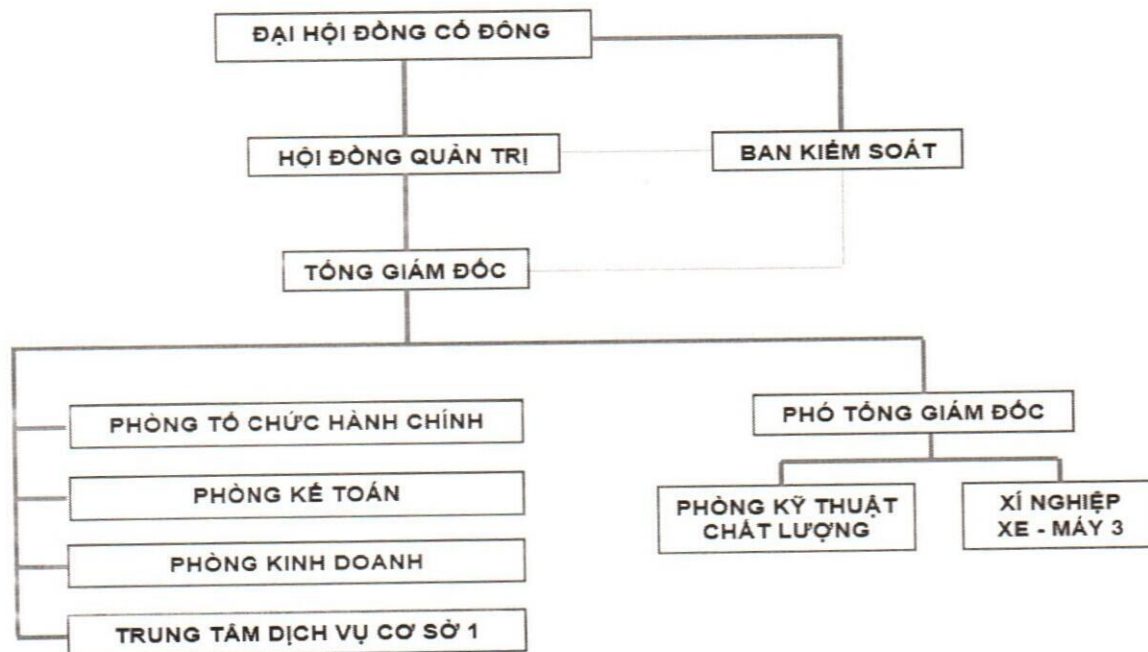 ĐẠI HỘI ĐỒNG CỔ ĐÔNG
HỘI ĐỒNG QUẢN TRỊ
BAN KIỂM SOÁT
TỔNG GIÁM ĐỐC
PHÒNG TỔ CHỨC HÀNH CHÍNH
PHÒNG KẾ TOÁN
PHÒNG KINH DOANH
TRUNG TÂM DỊCH VỤ CƠ SỞ 1
PHÓ TỔNG GIÁM ĐỐC
PHÒNG KỸ THUẬT
CHẤT LƯỢNG
XÍ NGHIỆP
XE - MÁY 3